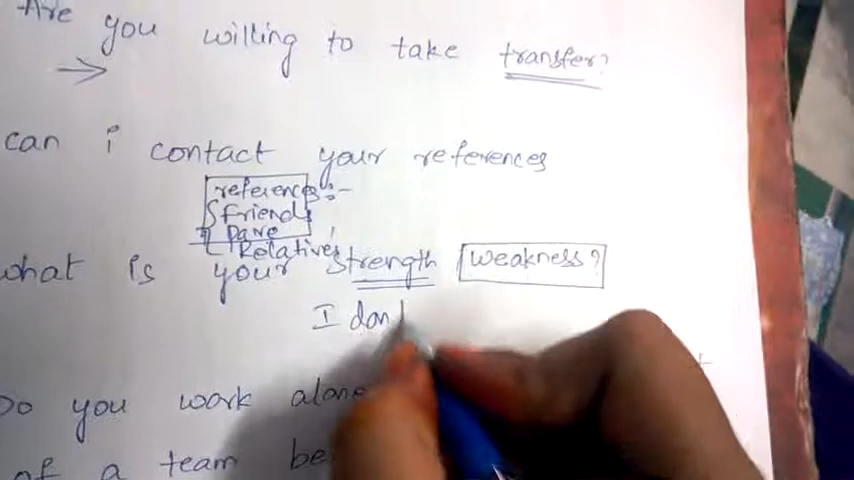 Are you willing to take transfer?
can i contact your references
references:-
Friends
Relatives
what is your strength weakness?
I don
Do you work alone
of a team be